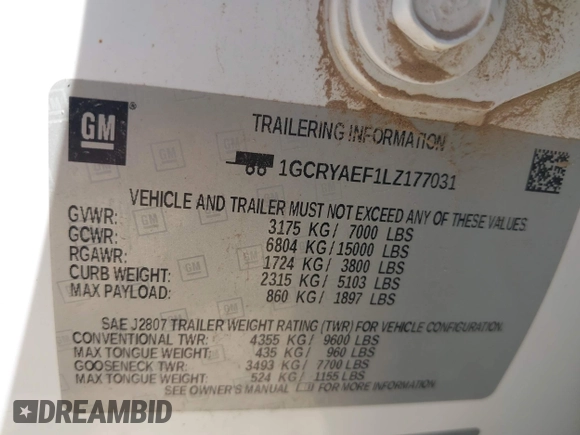 GM
TRAILERING INFORMATION
1GCRYAEF1LZ177031
VEHICLE AND TRAILER MUST NOT EXCEED ANY OF THESE VALUES
GVWR: 3175 KG / 7000 LBS
GCWR: 6804 KG/15000 LBS
RGAWR: 1724 KG / 3800 LBS
CURB WEIGHT: 2315 KG / 5103 LBS
MAX PAYLOAD: 860 KG / 1897 LBS
SAE J2807 TRAILER WEIGHT RATING (TWR) FOR VEHICLE CONFIGURATION
CONVENTIONAL TWR: 4355 KG/ 9600 LBS
MAX TONGUE WEIGHT: 435 KG/ 960 LBS
GOOSENECK TWR: 3493 KG/ 7700 LBS
MAX TONGUE WEIGHT: 524 KG/ 1155 LBS
SEE OWNER'S MANUAL FOR MORE INFORMATION
DREAMBID